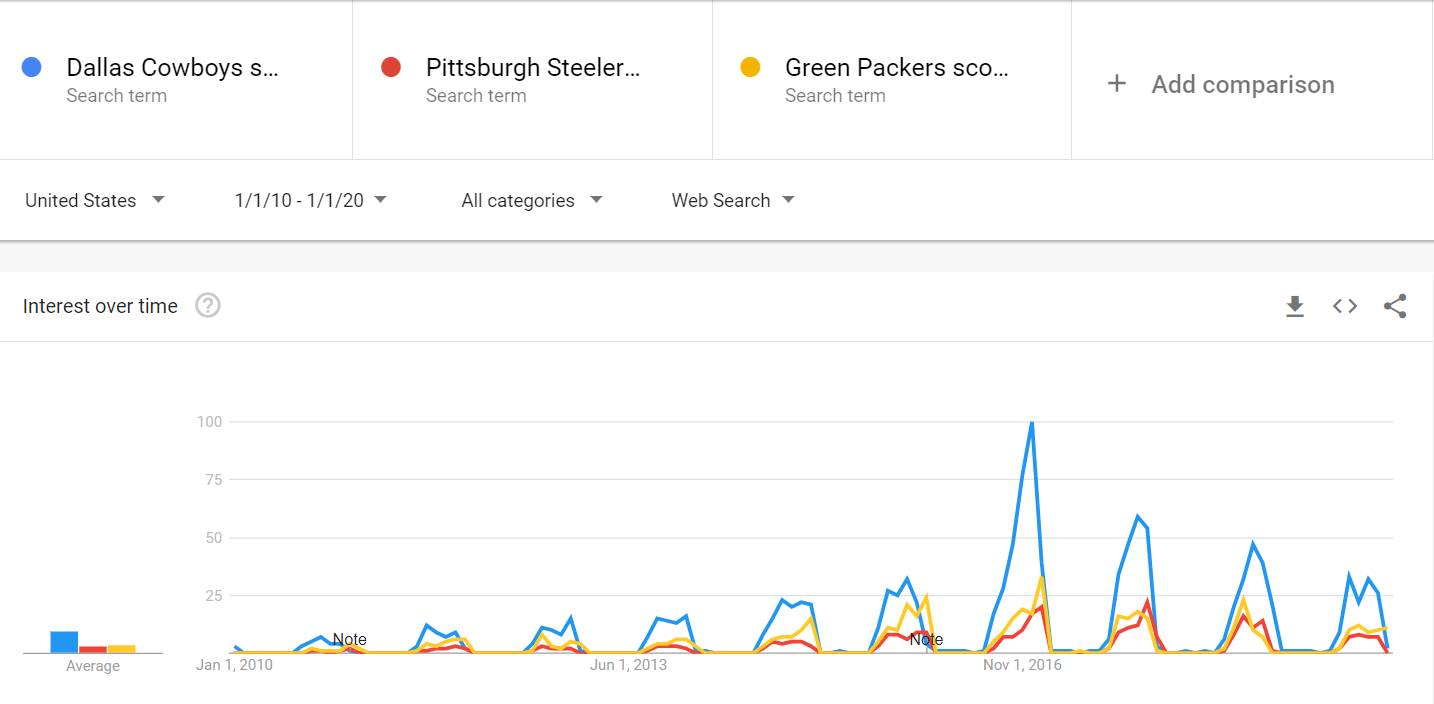 Dallas Cowboys s...
Search term
Pittsburgh Steeler...
Search term
Green Packers sco...
Search term
+ Add comparison
United States
1/1/10 - 1/1/20
All categories
Web Search
Interest over time
?
100
75
50
25
Note
Note
Average
Jan 1, 2010
Jun 1, 2013
Nov 1, 2016